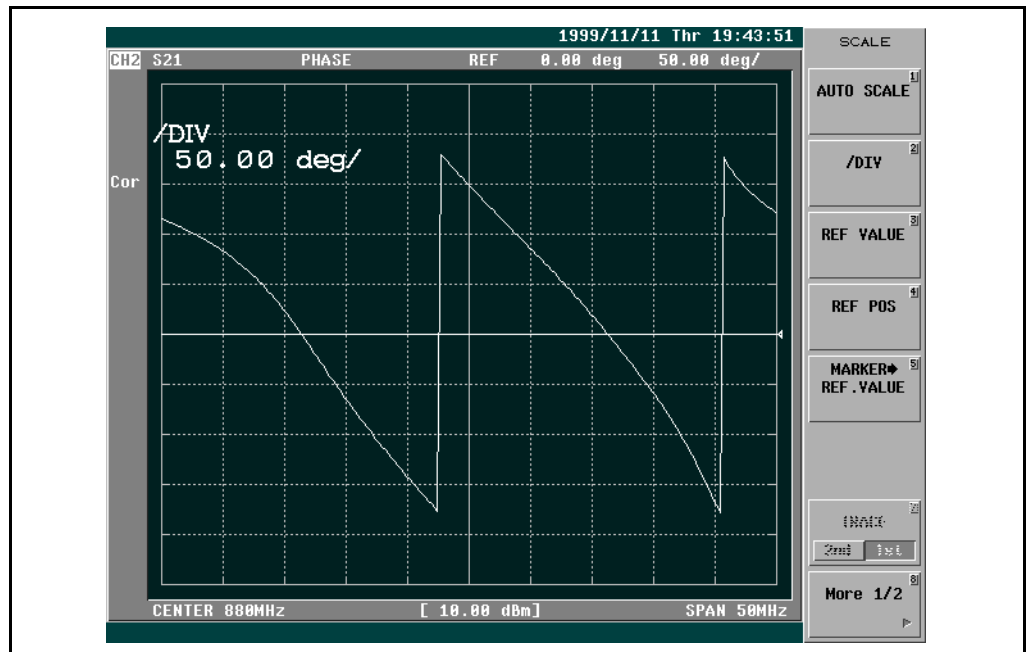 1999/11/11 Thr 19:43:51
CH2 S21 PHASE REF 0.00 deg 50.00 deg/
/DIV
50.00 deg/
Cor
CENTER 880MHz [ 10.00 dBm] SPAN 50MHz
SCALE
1
AUTO SCALE
2
/DIV
3
REF VALUE
4
REF POS
5
MARKER➧
REF.VALUE
7
TRACE
2nd 1st
8
More 1/2